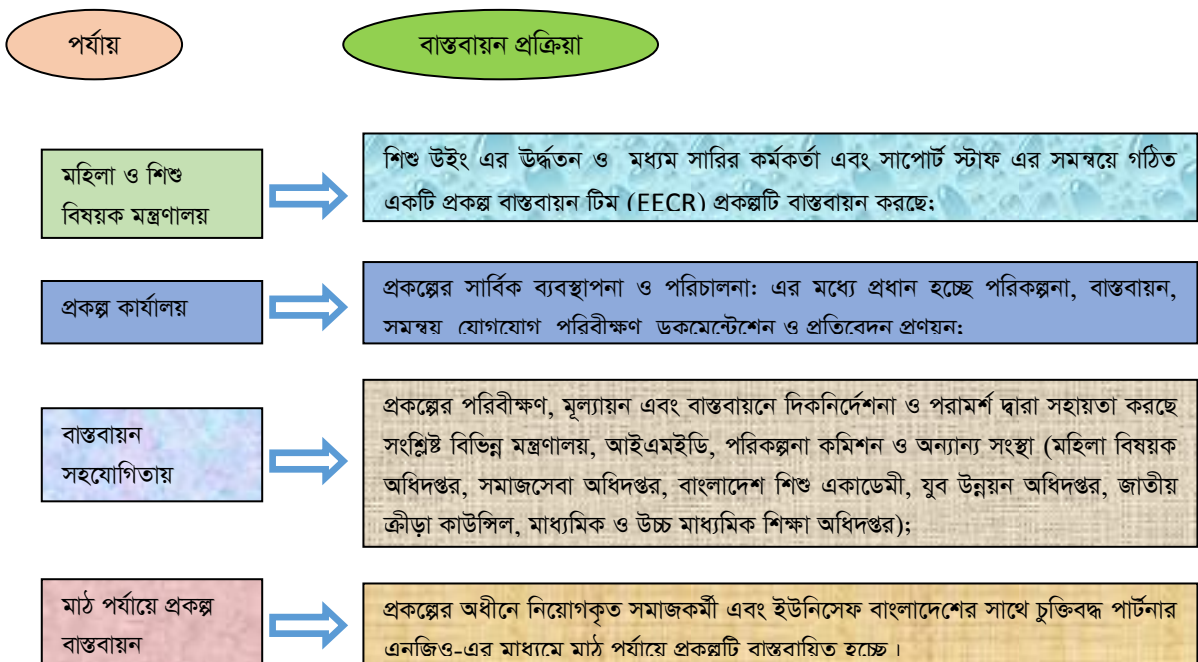 পর্যায়
বাস্তবায়ন প্রক্রিয়া
মহিলা ও শিশু
বিষয়ক মন্ত্রণালয়
শিশু উইং এর উর্দ্ধতন ও মধ্যম সারির কর্মকর্তা এবং সাপোর্ট স্টাফ এর সমন্বয়ে গঠিত
একটি প্রকল্প বাস্তবায়ন টিম (EECR) প্রকল্পটি বাস্তবায়ন করছে;
প্রকল্প কার্যালয়
প্রকল্পের সার্বিক ব্যবস্থাপনা ও পরিচালনা: এর মধ্যে প্রধান হচ্ছে পরিকল্পনা, বাস্তবায়ন,
সমন্বয় যোগযোগ পরিবীক্ষণ ডকমেন্টেশেন ও প্রতিবেদন প্রণয়ন;
বাস্তবায়ন
সহযোগিতায়
প্রকল্পের পরিবীক্ষণ, মূল্যায়ন এবং বাস্তবায়নে দিকনির্দেশনা ও পরামর্শ দ্বারা সহায়তা করছে
সংশ্লিষ্ট বিভিন্ন মন্ত্রণালয়, আইএমইডি, পরিকল্পনা কমিশন ও অন্যান্য সংস্থা (মহিলা বিষয়ক
অধিদপ্তর, সমাজসেবা অধিদপ্তর, বাংলাদেশ শিশু একাডেমী, যুব উন্নয়ন অধিদপ্তর, জাতীয়
ক্রীড়া কাউন্সিল, মাধ্যমিক ও উচ্চ মাধ্যমিক শিক্ষা অধিদপ্তর);
মাঠ পর্যায়ে প্রকল্প
বাস্তবায়ন
প্রকল্পের অধীনে নিয়োগকৃত সমাজকর্মী এবং ইউনিসেফ বাংলাদেশের সাথে চুক্তিবদ্ধ পার্টনার
এনজিও-এর মাধ্যমে মাঠ পর্যায়ে প্রকল্পটি বাস্তবায়িত হচ্ছে।